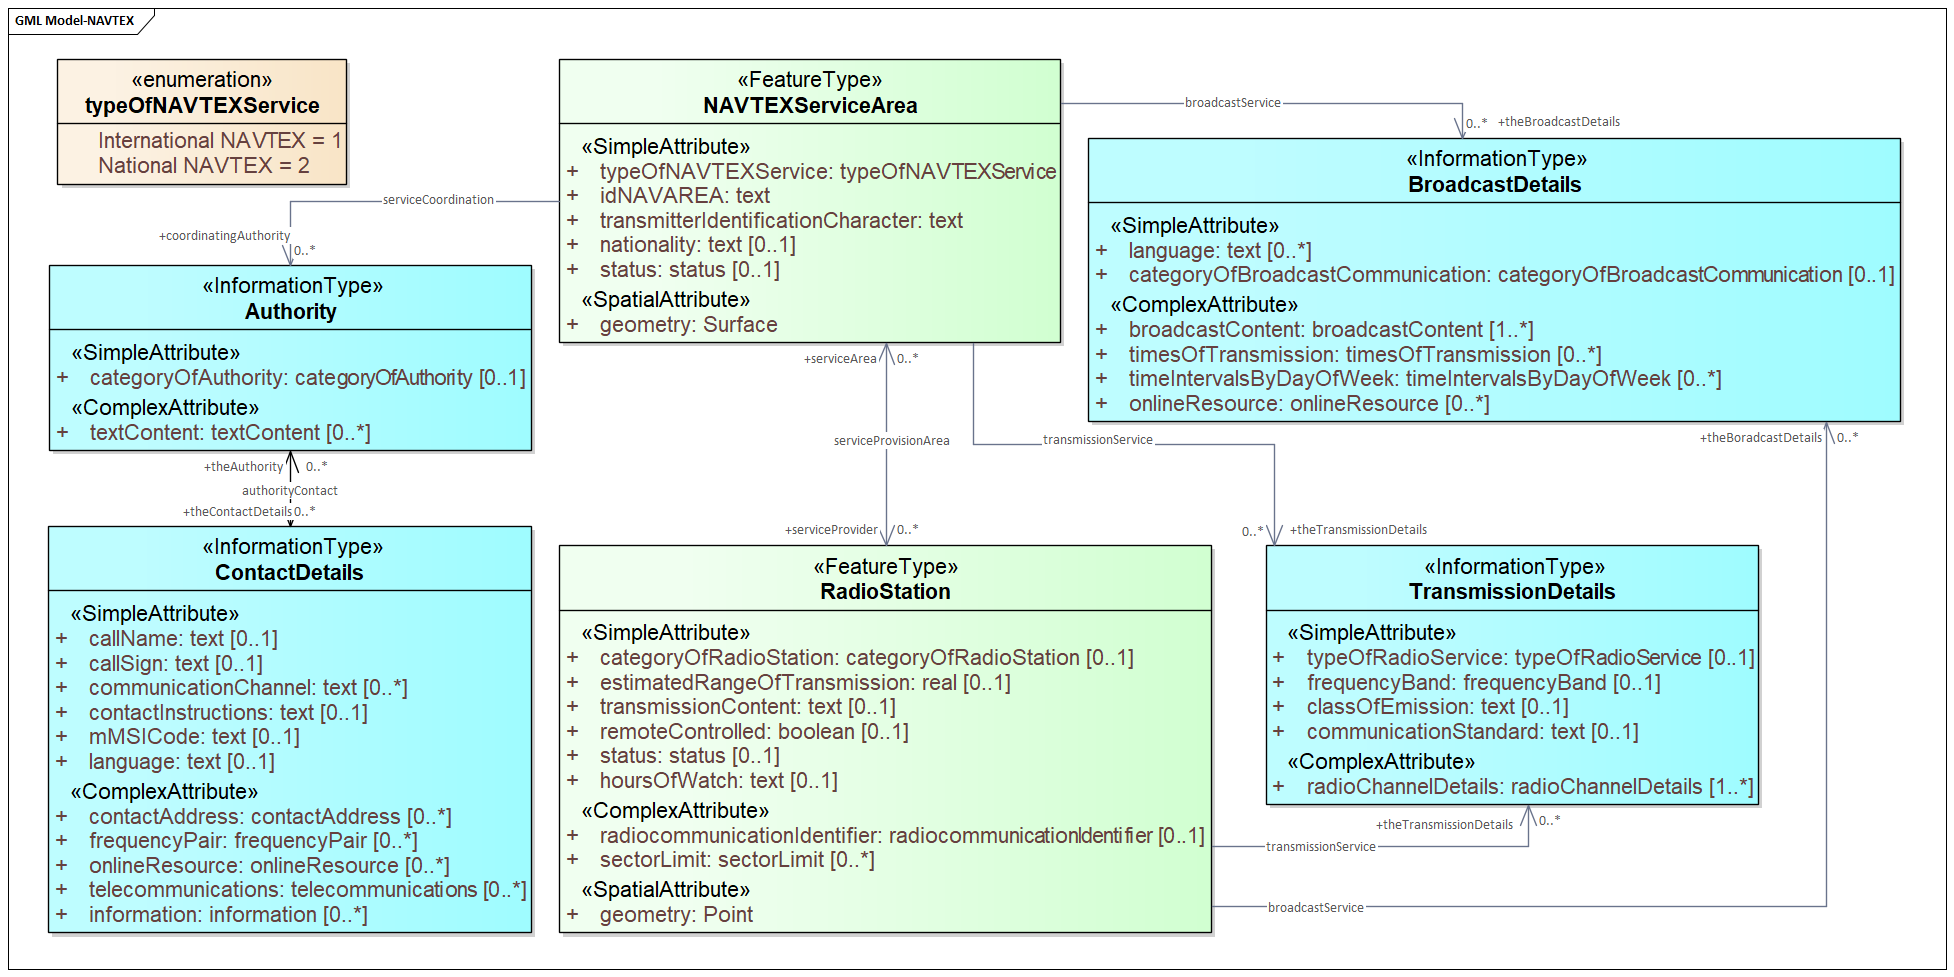 GML Model-NAVTEX
«enumeration»
typeOfNAVTEXService
International NAVTEX = 1
National NAVTEX = 2
«FeatureType»
NAVTEXServiceArea
«SimpleAttribute»
+ typeOfNAVTEXService: typeOfNAVTEXService
+ idNAVAREA: text
+ transmitterIdentificationCharacter: text
+ nationality: text [0..1]
+ status: status [0..1]
«SpatialAttribute»
+ geometry: Surface
broadcastService
0..* +theBroadcastDetails
«InformationType»
BroadcastDetails
«SimpleAttribute»
+ language: text [0..*]
+ categoryOfBroadcastCommunication: categoryOfBroadcastCommunication [0..1]
«ComplexAttribute»
+ broadcastContent: broadcastContent [1..*]
+ timesOfTransmission: timesOfTransmission [0..*]
+ timeIntervalsByDayOfWeek: timeIntervalsByDayOfWeek [0..*]
+ onlineResource: onlineResource [0..*]
serviceCoordination
+coordinatingAuthority
0..*
«InformationType»
Authority
«SimpleAttribute»
+ categoryOfAuthority: categoryOfAuthority [0..1]
«ComplexAttribute»
+ textContent: textContent [0..*]
+theAuthority 0..*
authorityContact
+theContactDetails 0..*
«InformationType»
ContactDetails
«SimpleAttribute»
+ callName: text [0..1]
+ callSign: text [0..1]
+ communicationChannel: text [0..*]
+ contactInstructions: text [0..1]
+ mMSICode: text [0..1]
+ language: text [0..1]
«ComplexAttribute»
+ contactAddress: contactAddress [0..*]
+ frequencyPair: frequencyPair [0..*]
+ onlineResource: onlineResource [0..*]
+ telecommunications: telecommunications [0..*]
+ information: information [0..*]
+serviceArea 0..*
serviceProvisionArea
+serviceProvider 0..*
«FeatureType»
RadioStation
«SimpleAttribute»
+ categoryOfRadioStation: categoryOfRadioStation [0..1]
+ estimatedRangeOfTransmission: real [0..1]
+ transmissionContent: text [0..1]
+ remoteControlled: boolean [0..1]
+ status: status [0..1]
+ hoursOfWatch: text [0..1]
«ComplexAttribute»
+ radiocommunicationIdentifier: radiocommunicationIdentifier [0..1]
+ sectorLimit: sectorLimit [0..*]
«SpatialAttribute»
+ geometry: Point
transmissionService
0..* +theTransmissionDetails
«InformationType»
TransmissionDetails
«SimpleAttribute»
+ typeOfRadioService: typeOfRadioService [0..1]
+ frequencyBand: frequencyBand [0..1]
+ classOfEmission: text [0..1]
+ communicationStandard: text [0..1]
«ComplexAttribute»
+ radioChannelDetails: radioChannelDetails [1..*]
+theTransmissionDetails 0..*
transmissionService
+theBoradcastDetails 0..*
broadcastService